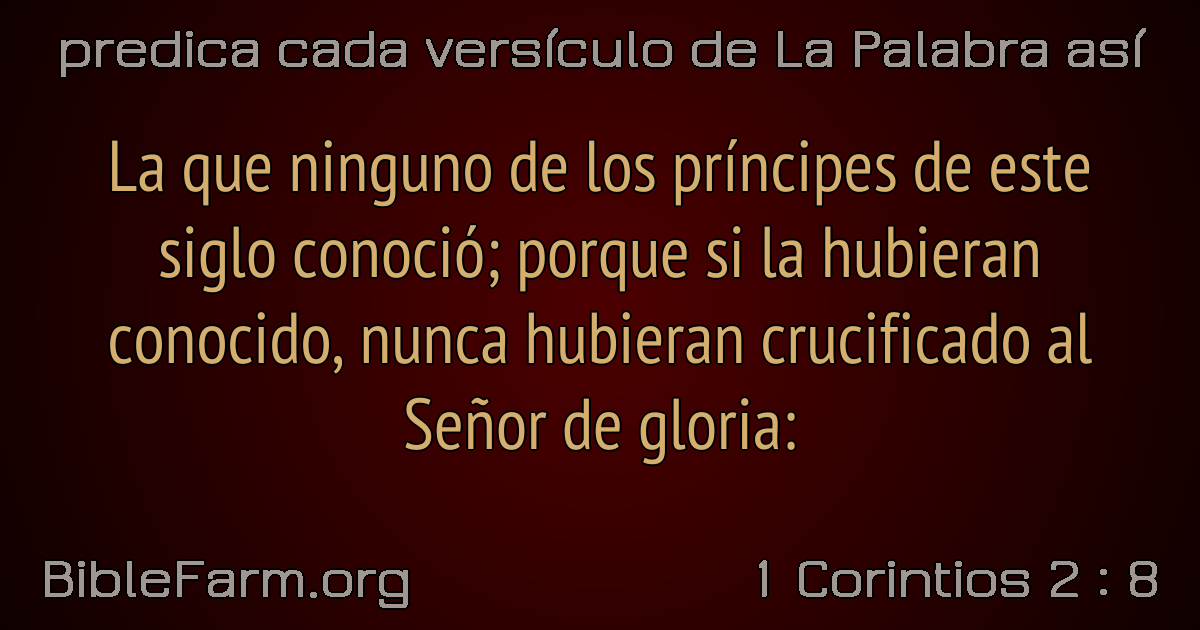 predica cada versículo de La Palabra así
La que ninguno de los príncipes de este
siglo conoció; porque si la hubieran
conocido, nunca hubieran crucificado al
Señor de gloria:
BibleFarm.org
1 Corintios 2 : 8